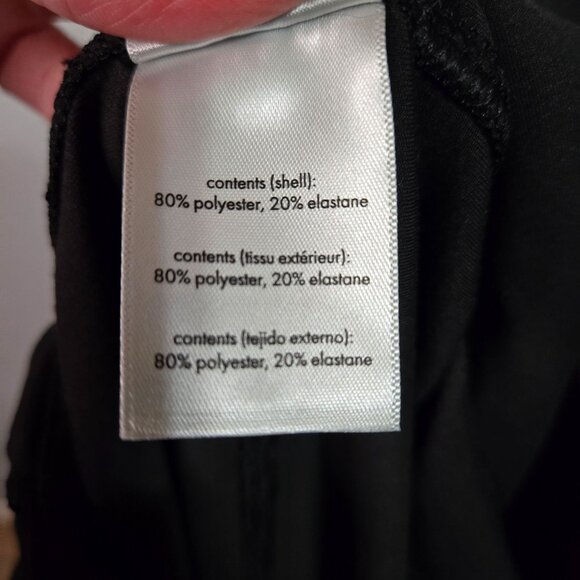 contents (shell):
80% polyester, 20% elastane
contents (tissu extérieur):
80% polyester, 20% elastane
contents (tejido externo):
80% polyester, 20% elastane